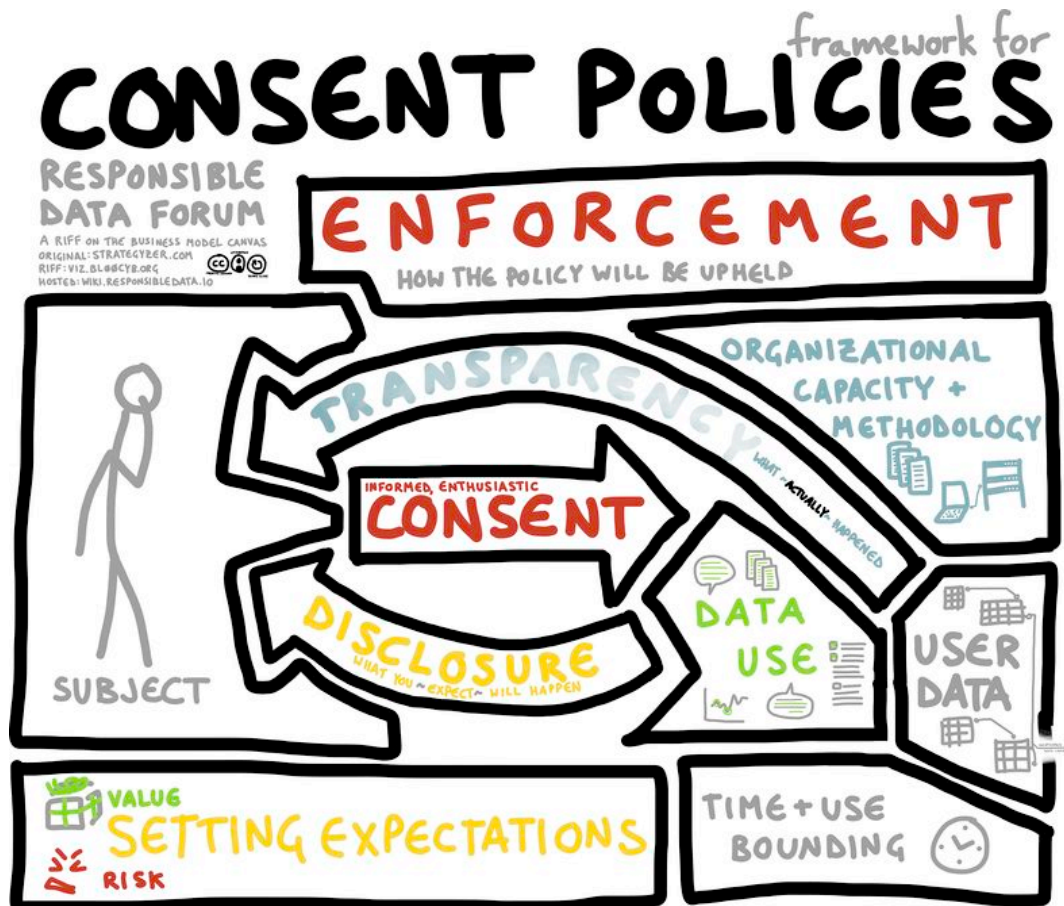 framework for
CONSENT POLICIES
RESPONSIBLE
DATA FORUM
A RIFF ON THE BUSINESS MODEL CANVAS
ORIGINAL: STRATEGYZER.COM
RIFF: VIZ.BL00CYB.ORG
HOSTED: WIKI.RESPONSIBLEDATA.IO
cc
ENFORCEMENT
HOW THE POLICY WILL BE UPHELD
TRANSPARENCY
WHAT ~ACTUALLY~ HAPPENED
ORGANIZATIONAL
CAPACITY +
METHODOLOGY
INFORMED, ENTHUSIASTIC
CONSENT
DISCLOSURE
WHAT YOU ~EXPECT~ WILL HAPPEN
DATA
USE
USER
DATA
SUBJECT
VALUE
SETTING EXPECTATIONS
RISK
TIME + USE
BOUNDING